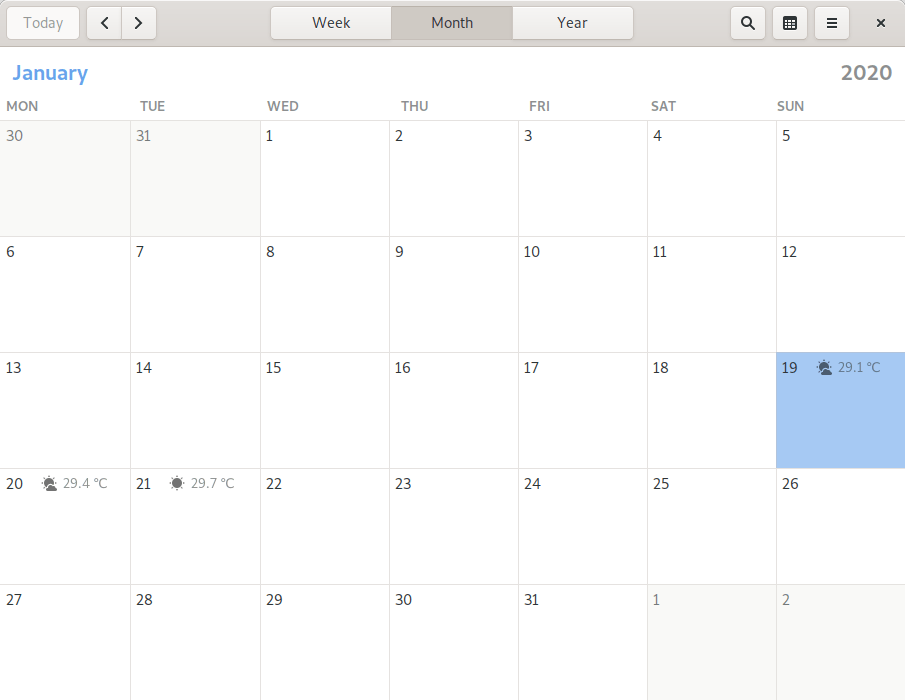 Today Week Month Year
January 2020
MON TUE WED THU FRI SAT SUN
30 31 1 2 3 4 5
6 7 8 9 10 11 12
13 14 15 16 17 18 19 29.1 °C
20 29.4 °C 21 29.7 °C 22 23 24 25 26
27 28 29 30 31 1 2